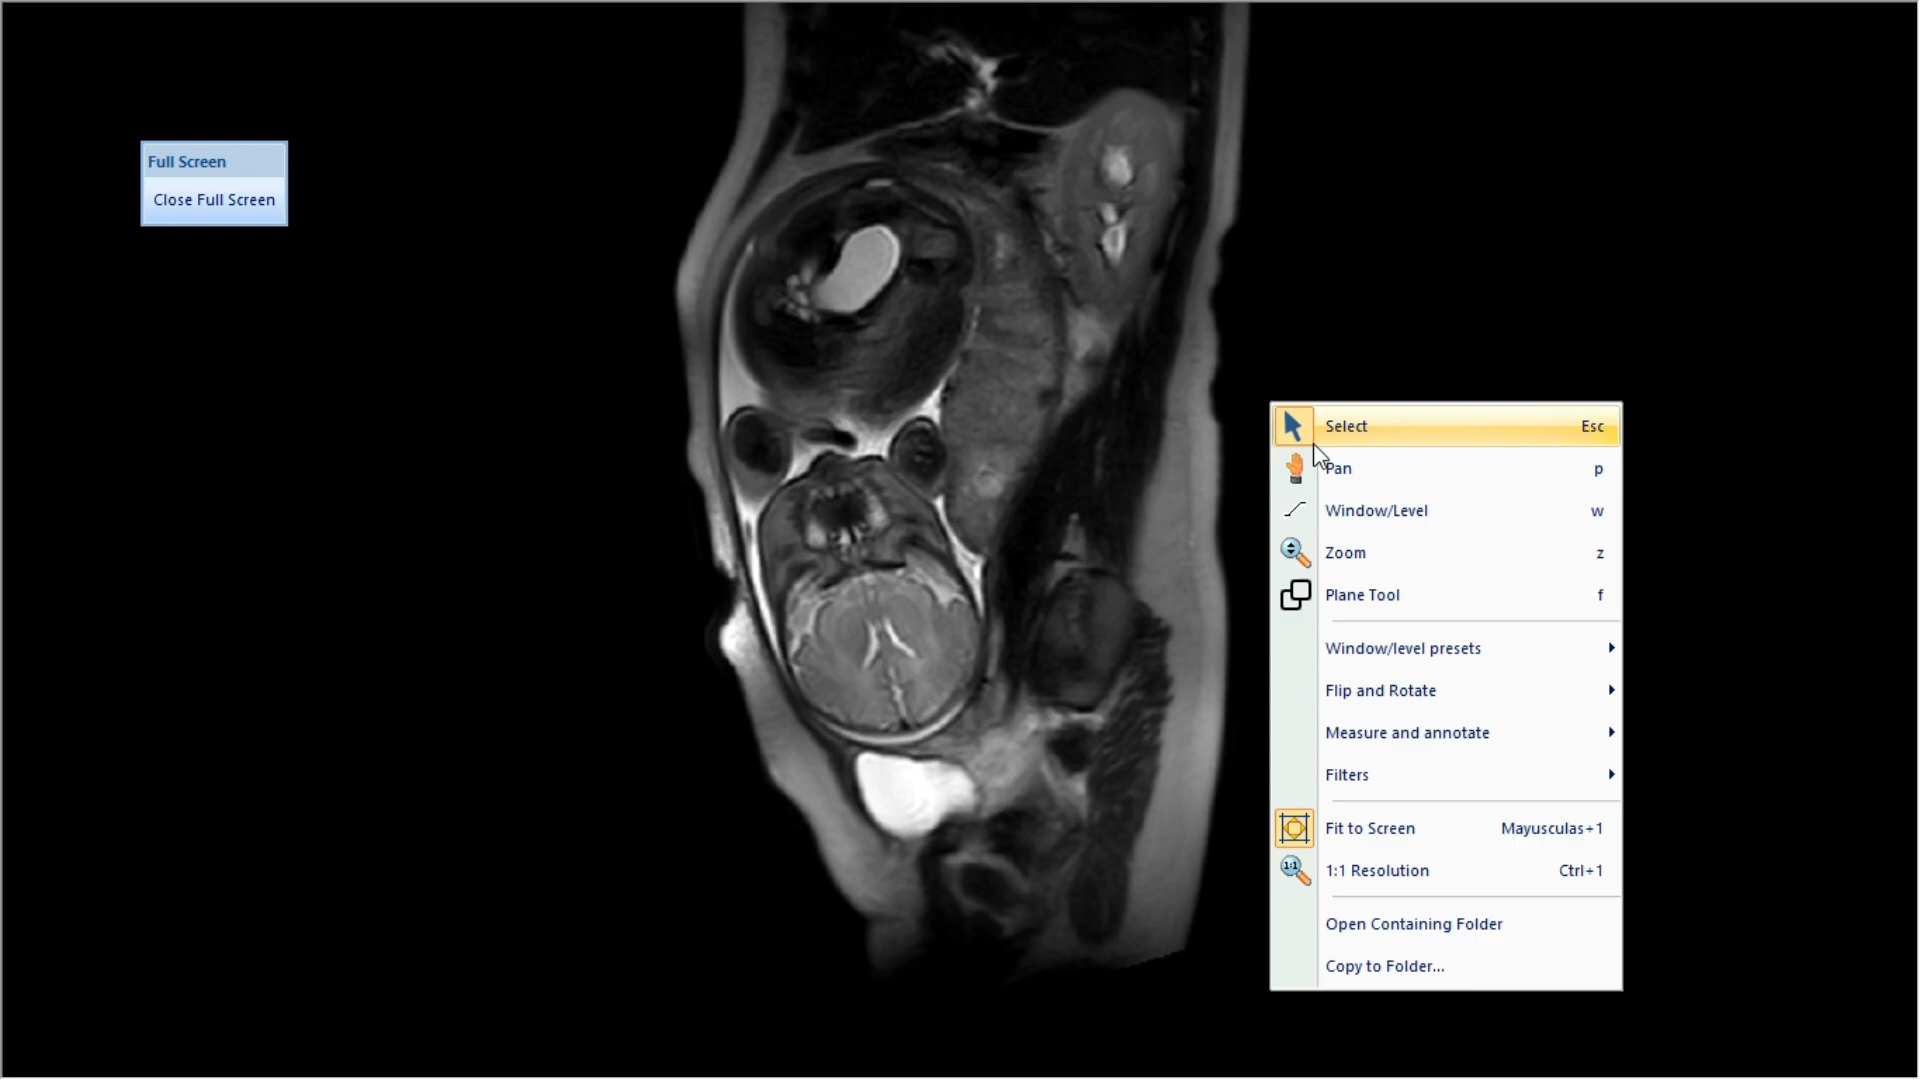 Full Screen
Close Full Screen
Select Esc
Pan p
Window/Level w
Zoom z
Plane Tool f
Window/level presets
Flip and Rotate
Measure and annotate
Filters
Fit to Screen Mayusculas+1
1:1 1:1 Resolution Ctrl+1
Open Containing Folder
Copy to Folder...